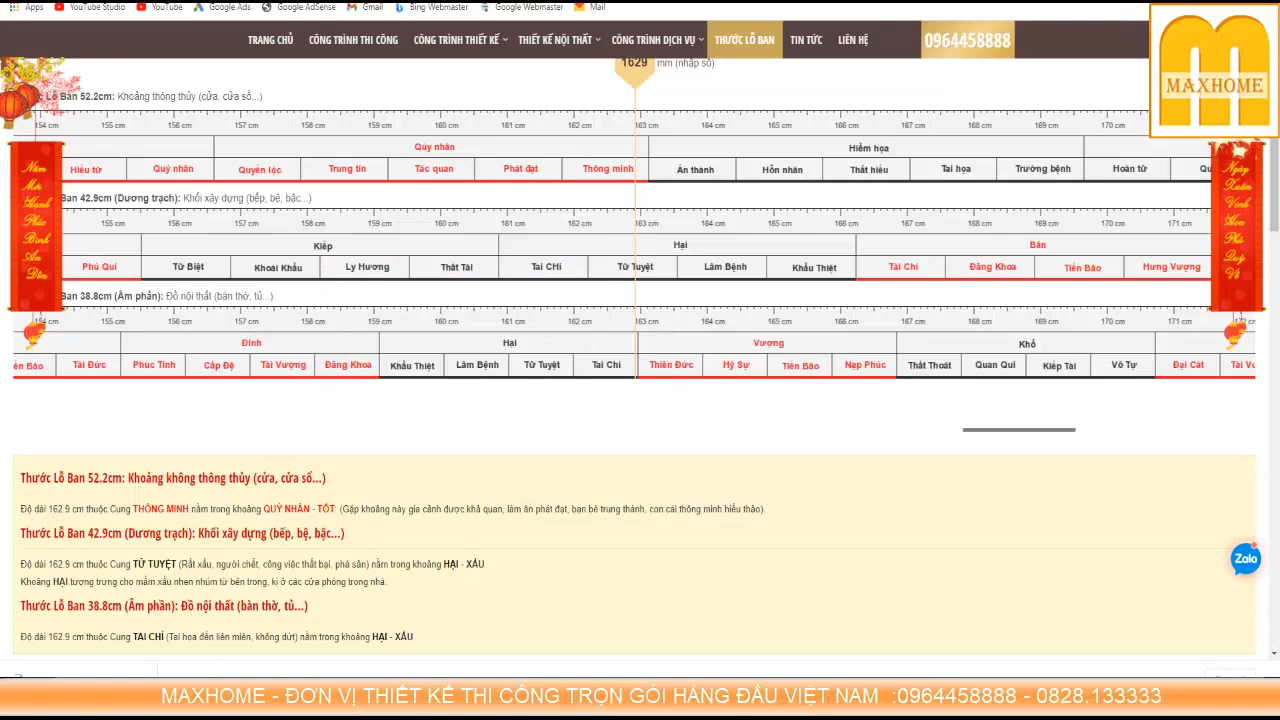 Apps YouTube Studio YouTube Google Ads Google AdSense Gmail Bing Webmaster Google Webmaster Mail
TRANG CHỦ CÔNG TRÌNH THI CÔNG CÔNG TRÌNH THIẾT KẾ THIẾT KẾ NỘI THẤT CÔNG TRÌNH DỊCH VỤ THƯỚC LỖ BAN TIN TỨC LIÊN HỆ 0964458888
MAXHOME
1629 mm (nhập số)
Lỗ Ban 52.2cm: Khoảng thông thủy (cửa, cửa sổ...)
154 cm 155 cm 156 cm 157 cm 158 cm 159 cm 160 cm 161 cm 162 cm 163 cm 164 cm 165 cm 166 cm 167 cm 168 cm 169 cm 170 cm
Qúy nhân Hiểm họa
Hiếu tử Quý nhân Quyền lộc Trung tín Tác quan Phát đạt Thông minh Án thành Hỗn nhân Thất hiếu Tai họa Trường bệnh Hoàn tử
Ban 42.9cm (Dương trạch): Khối xây dựng (bếp, bệ, bậc...)
155 cm 156 cm 157 cm 158 cm 159 cm 160 cm 161 cm 162 cm 163 cm 164 cm 165 cm 166 cm 167 cm 168 cm 169 cm 170 cm 171 cm
Kiếp Hại Bản
Phú Quí Tử Biệt Khoái Khẩu Ly Hương Thất Tài Tai CHí Tử Tuyệt Lâm Bệnh Khẩu Thiệt Tài Chí Đăng Khoa Tiến Bảo Hưng Vượng
Ban 38.8cm (Âm phần): Đồ nội thất (bàn thờ, tủ...)
154 cm 155 cm 156 cm 157 cm 158 cm 159 cm 160 cm 161 cm 162 cm 163 cm 164 cm 165 cm 166 cm 167 cm 168 cm 169 cm 170 cm 171 cm
Đinh Hại Vượng Khổ
Bảo Tài Đức Phúc Tinh Cấp Đệ Tài Vượng Đăng Khoa Khẩu Thiệt Lâm Bệnh Tử Tuyệt Tai Chí Thiên Đức Hỷ Sự Tiến Bảo Nạp Phúc Thất Thoát Quan Quỉ Kiếp Tài Vô Tự Đại Cát Tài
Năm
Mới
Hạnh
Phúc
Bình
An
Đến
Ngày
Xuân
Vinh
Hoa
Phú
Quý
Về
Thước Lỗ Ban 52.2cm: Khoảng không thông thủy (cửa, cửa sổ...)
Độ dài 162.9 cm thuộc Cung THÔNG MINH nằm trong khoảng QUÝ NHÂN - TỐT: (Gặp khoảng này gia cảnh được khả quan, làm ăn phát đạt, bạn bè trung thành, con cái thông minh hiếu thảo).
Thước Lỗ Ban 42.9cm (Dương trạch): Khối xây dựng (bếp, bệ, bậc...)
Độ dài 162.9 cm thuộc Cung TỬ TUYỆT (Rất xấu, người chết, công việc thất bại, phá sản) nằm trong khoảng HẠI - XẤU
Khoảng HẠI tượng trưng cho mầm xấu nhen nhúm từ bên trong, kị ở các cửa phòng trong nhà.
Thước Lỗ Ban 38.8cm (Âm phần): Đồ nội thất (bàn thờ, tủ...)
Độ dài 162.9 cm thuộc Cung TAI CHÍ (Tai họa đến liên miên, không dứt) nằm trong khoảng HẠI - XẤU
Zalo
MAXHOME - ĐƠN VỊ THIẾT KẾ THI CÔNG TRỌN GÓI HÀNG ĐẦU VIỆT NAM :0964458888 - 0828.133333